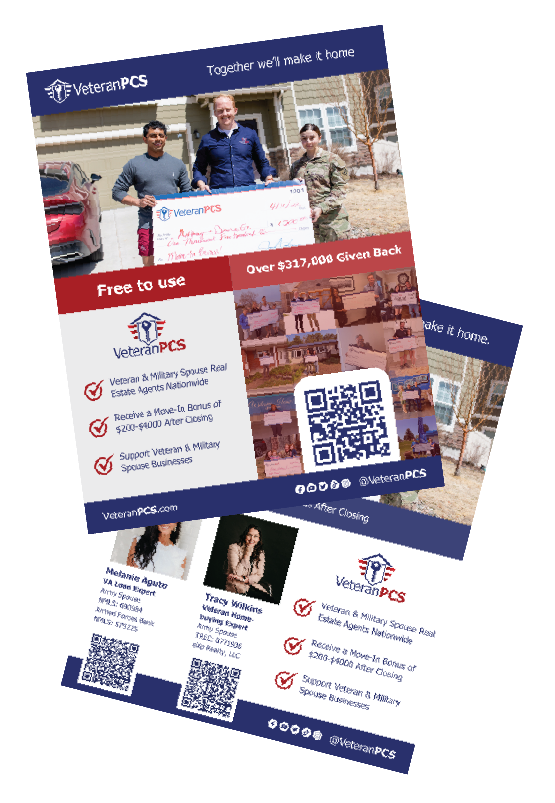 VeteranPCS
Together we'll make it home
VeteranPCS
Free to use
Over $317,000 Given Back
VeteranPCS
Veteran & Military Spouse Real
Estate Agents Nationwide
Receive a Move-In Bonus of
$200-$4000 After Closing
Support Veteran & Military
Spouse Businesses
VeteranPCS.com
@VeteranPCS
make it home.
After Closing
Melanie Aguto
VA Loan Expert
Army Spouse
Armed Forces Bank
Tracy Wilkins
Veteran Home-
buying Expert
Army Spouse
eXp Realty, LLC
VeteranPCS
Veteran & Military Spouse Real
Estate Agents Nationwide
Receive a Move-In Bonus of
$200-$4000 After Closing
Support Veteran & Military
Spouse Businesses
@VeteranPCS